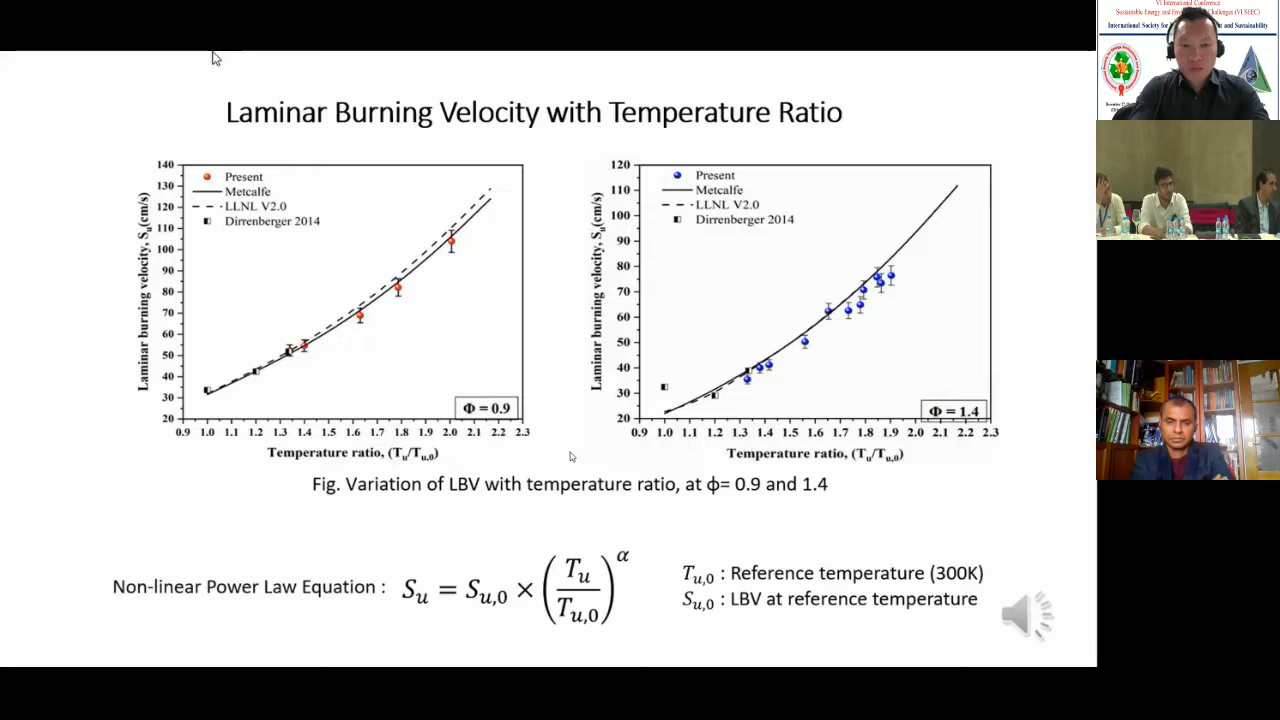 Laminar Burning Velocity with Temperature Ratio
140
130
120
110
100
90
80
70
60
50
40
30
20
Laminar burning velocity, Su(cm/s)
Present
Metcalfe
LLNL V2.0
Dirrenberger 2014
Φ = 0.9
0.9 1.0 1.1 1.2 1.3 1.4 1.5 1.6 1.7 1.8 1.9 2.0 2.1 2.2 2.3
Temperature ratio, (Tu/Tu,0)
120
110
100
90
80
70
60
50
40
30
20
Laminar burning velocity, Su(cm/s)
Present
Metcalfe
LLNL V2.0
Dirrenberger 2014
Φ = 1.4
0.9 1.0 1.1 1.2 1.3 1.4 1.5 1.6 1.7 1.8 1.9 2.0 2.1 2.2 2.3
Temperature ratio, (Tu/Tu,0)
Fig. Variation of LBV with temperature ratio, at ϕ= 0.9 and 1.4
Non-linear Power Law Equation : Su = Su,0 × (Tu/Tu,0)^α
Tu,0 : Reference temperature (300K)
Su,0 : LBV at reference temperature
VI International Conference
Sustainable Energy and
International Society for